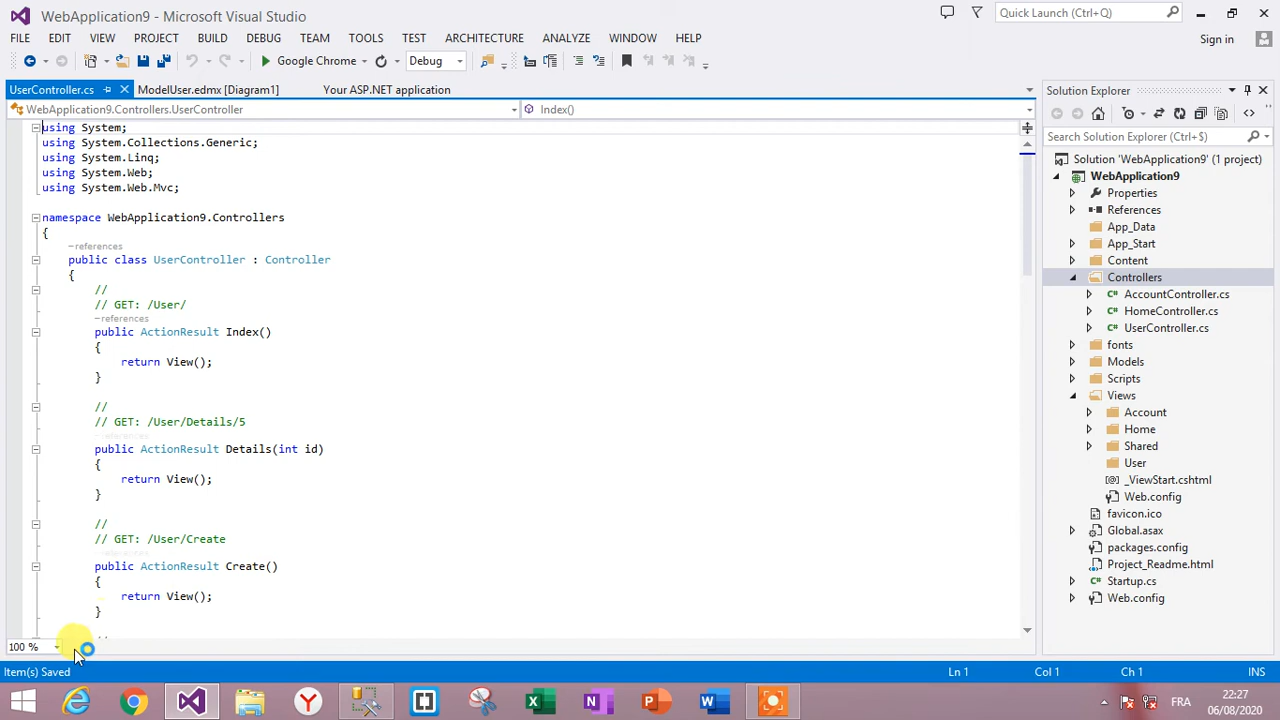 WebApplication9 - Microsoft Visual Studio
Quick Launch (Ctrl+Q)
FILE EDIT VIEW PROJECT BUILD DEBUG TEAM TOOLS TEST ARCHITECTURE ANALYZE WINDOW HELP
Sign in
Google Chrome Debug
UserController.cs ModelUser.edmx [Diagram1] Your ASP.NET application
WebApplication9.Controllers.UserController Index()
using System;
using System.Collections.Generic;
using System.Linq;
using System.Web;
using System.Web.Mvc;
namespace WebApplication9.Controllers
{
−references
public class UserController : Controller
{
//
// GET: /User/
−references
public ActionResult Index()
{
return View();
}
//
// GET: /User/Details/5
−references
public ActionResult Details(int id)
{
return View();
}
//
// GET: /User/Create
public ActionResult Create()
{
return View();
}
//
100 %
Solution Explorer
Search Solution Explorer (Ctrl+$)
Solution 'WebApplication9' (1 project)
WebApplication9
Properties
References
App_Data
App_Start
Content
Controllers
C# AccountController.cs
C# HomeController.cs
C# UserController.cs
fonts
Models
Scripts
Views
Account
Home
Shared
User
[@] _ViewStart.cshtml
Web.config
favicon.ico
Global.asax
packages.config
Project_Readme.html
C# Startup.cs
Web.config
Item(s) Saved Ln 1 Col 1 Ch 1 INS
FRA
22:27
06/08/2020